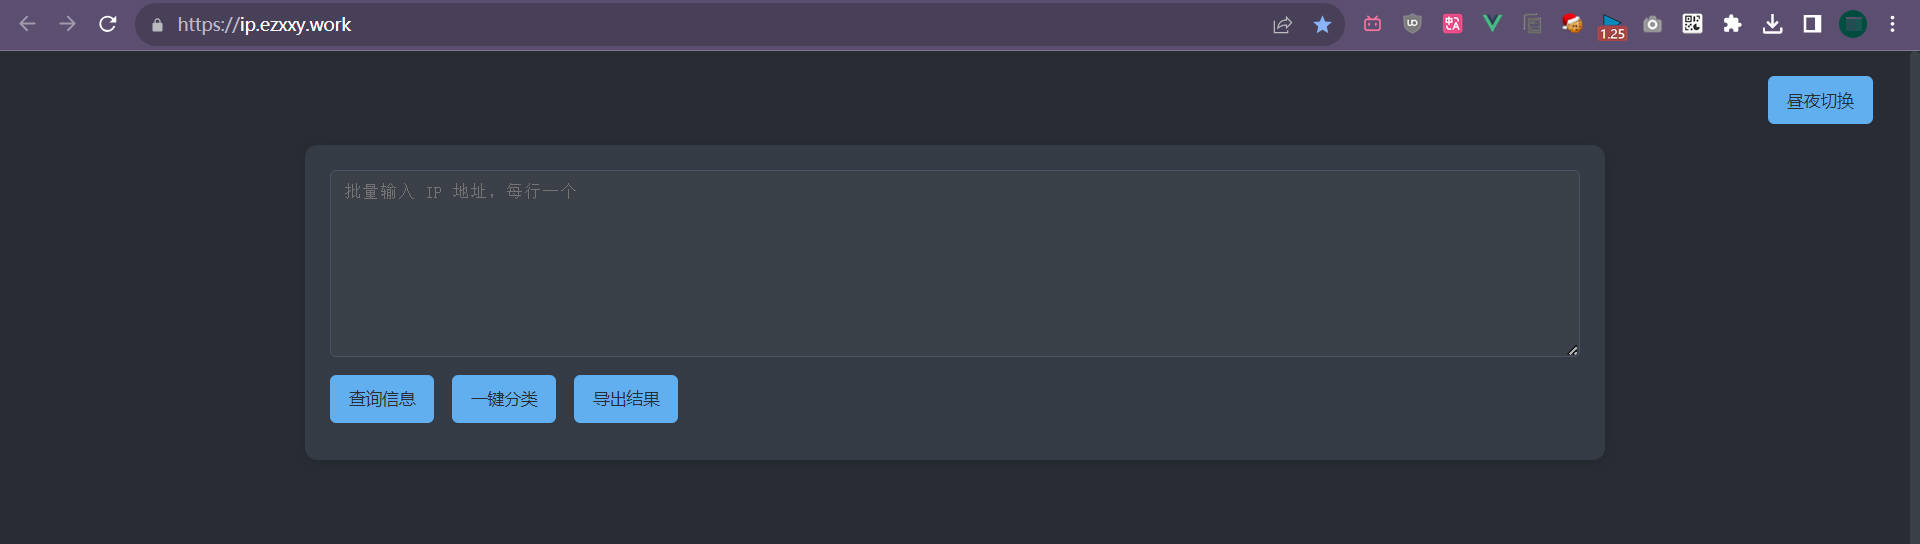 https://ip.ezxxy.work
1.25
昼夜切换
批量输入 IP 地址，每行一个
查询信息
一键分类
导出结果